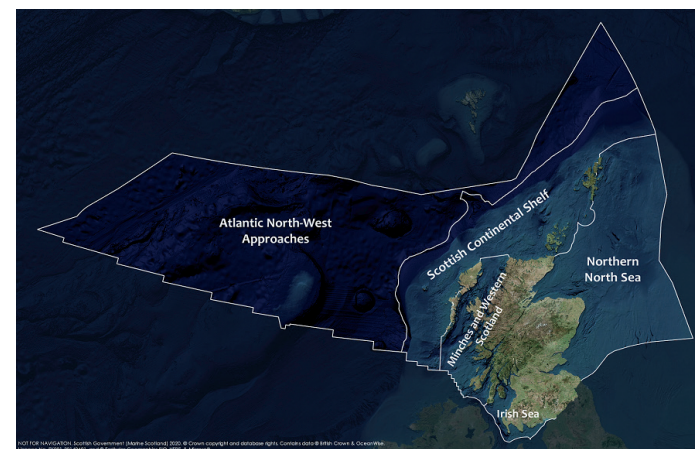 Atlantic North-West
Approaches
Scottish Continental Shelf
Northern
North Sea
Minches and Western
Scotland
Irish Sea
NOT FOR NAVIGATION. Scottish Government (Marine Scotland) 2020. © Crown copyright and database rights. Contains data © British Crown & OceanWise.